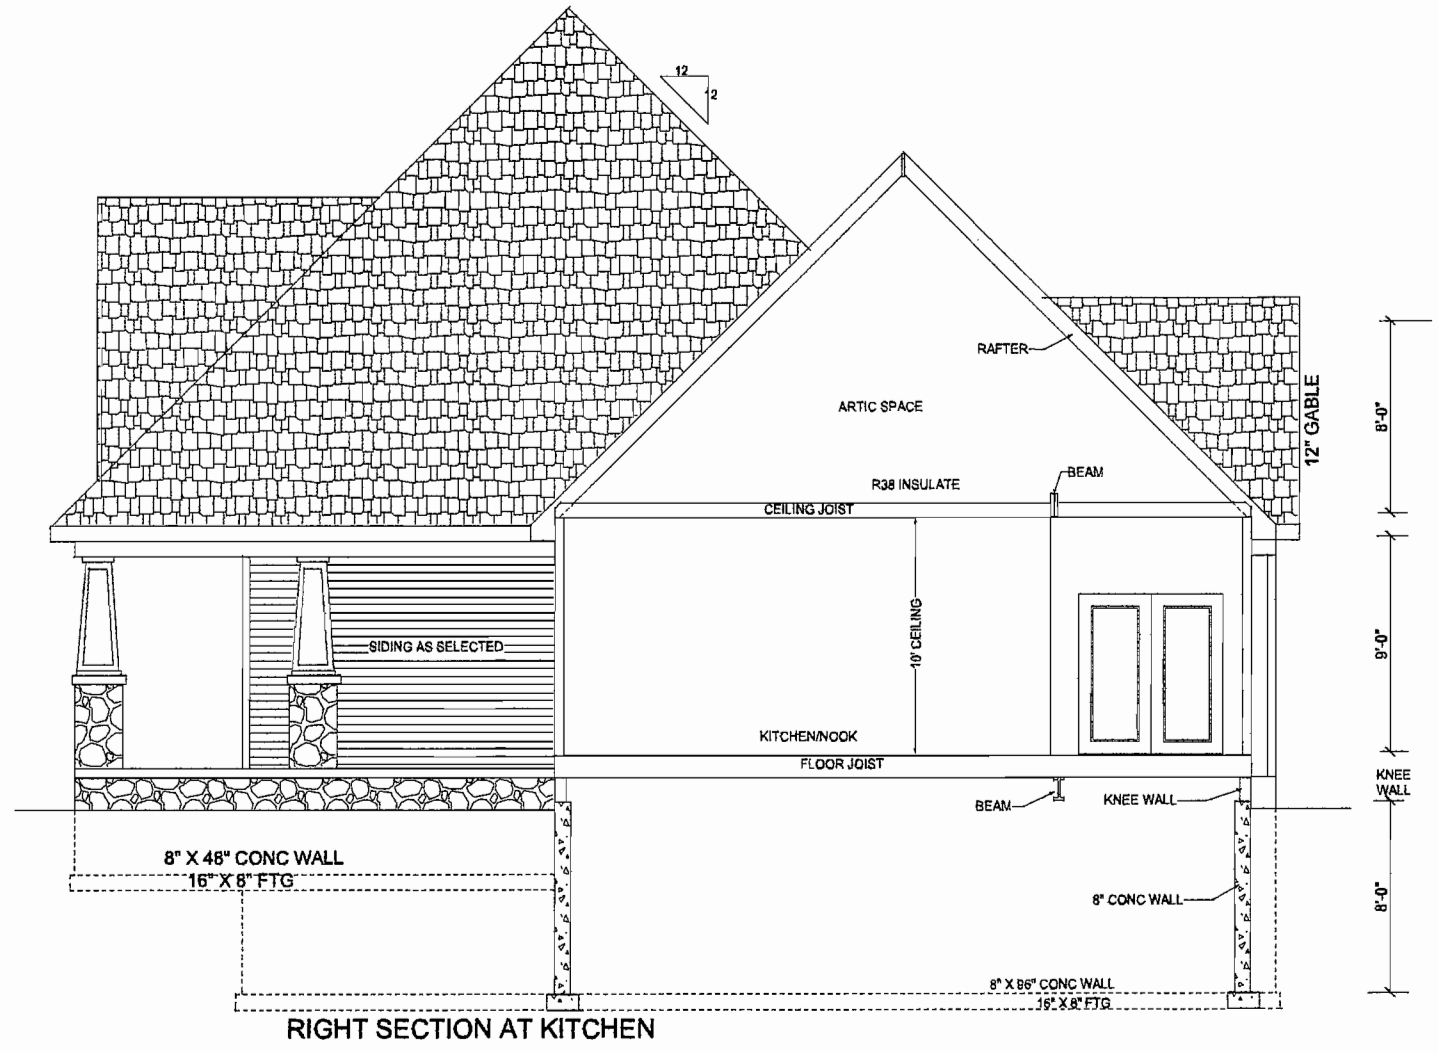 12
12
RAFTER
ARTIC SPACE
12" GABLE
8'-0"
BEAM
R38 INSULATE
CEILING JOIST
10' CEILING
9'-0"
SIDING AS SELECTED
KITCHEN/NOOK
FLOOR JOIST
KNEE
WALL
BEAM
KNEE WALL
8" X 48" CONC WALL
16" X 8" FTG
8" CONC WALL
8'-0"
8" X 96" CONC WALL
16" X 8" FTG
RIGHT SECTION AT KITCHEN